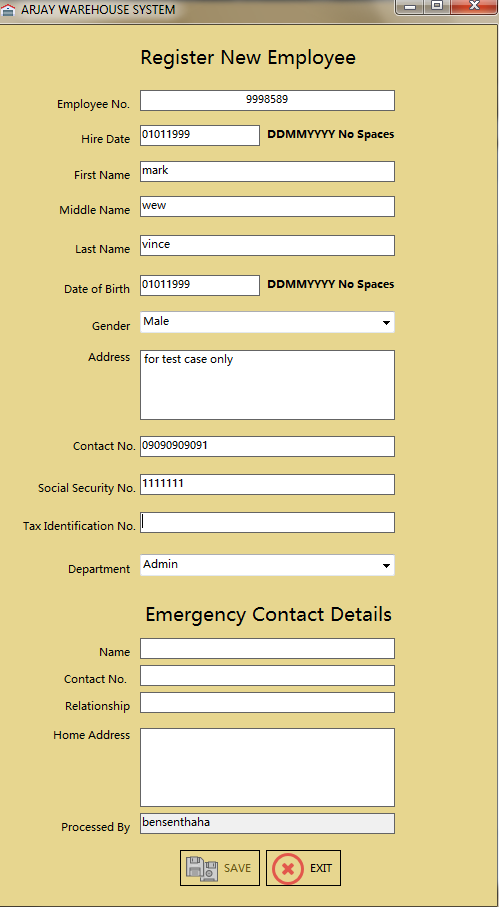 ARJAY WAREHOUSE SYSTEM
Register New Employee
Employee No. 9998589
Hire Date 01011999 DDMMYYYY No Spaces
First Name mark
Middle Name wew
Last Name vince
Date of Birth 01011999 DDMMYYYY No Spaces
Gender Male
Address for test case only
Contact No. 09090909091
Social Security No. 1111111
Tax Identification No.
Department Admin
Emergency Contact Details
Name
Contact No.
Relationship
Home Address
Processed By bensenthaha
SAVE EXIT